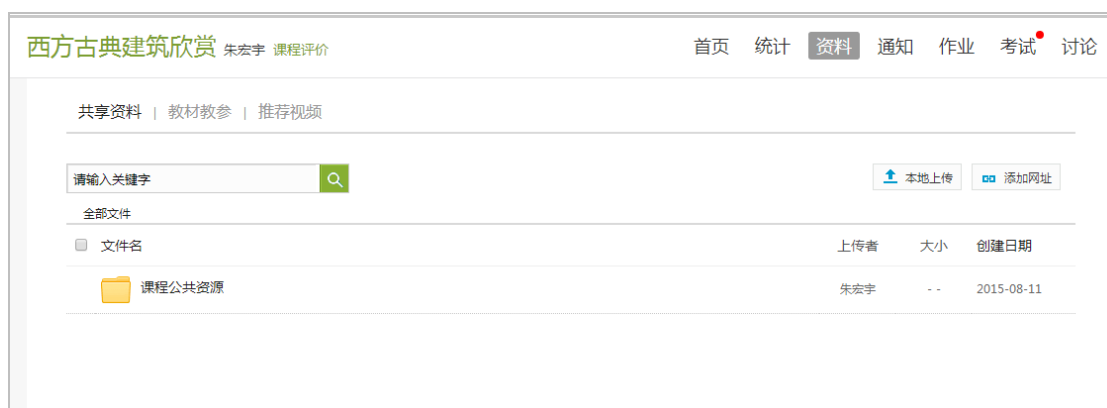 西方古典建筑欣赏 朱宏宇 课程评价 首页 统计 资料 通知 作业 考试 讨论
共享资料 | 教材教参 | 推荐视频
请输入关键字 本地上传 添加网址
全部文件
文件名 上传者 大小 创建日期
课程公共资源 朱宏宇 - - 2015-08-11